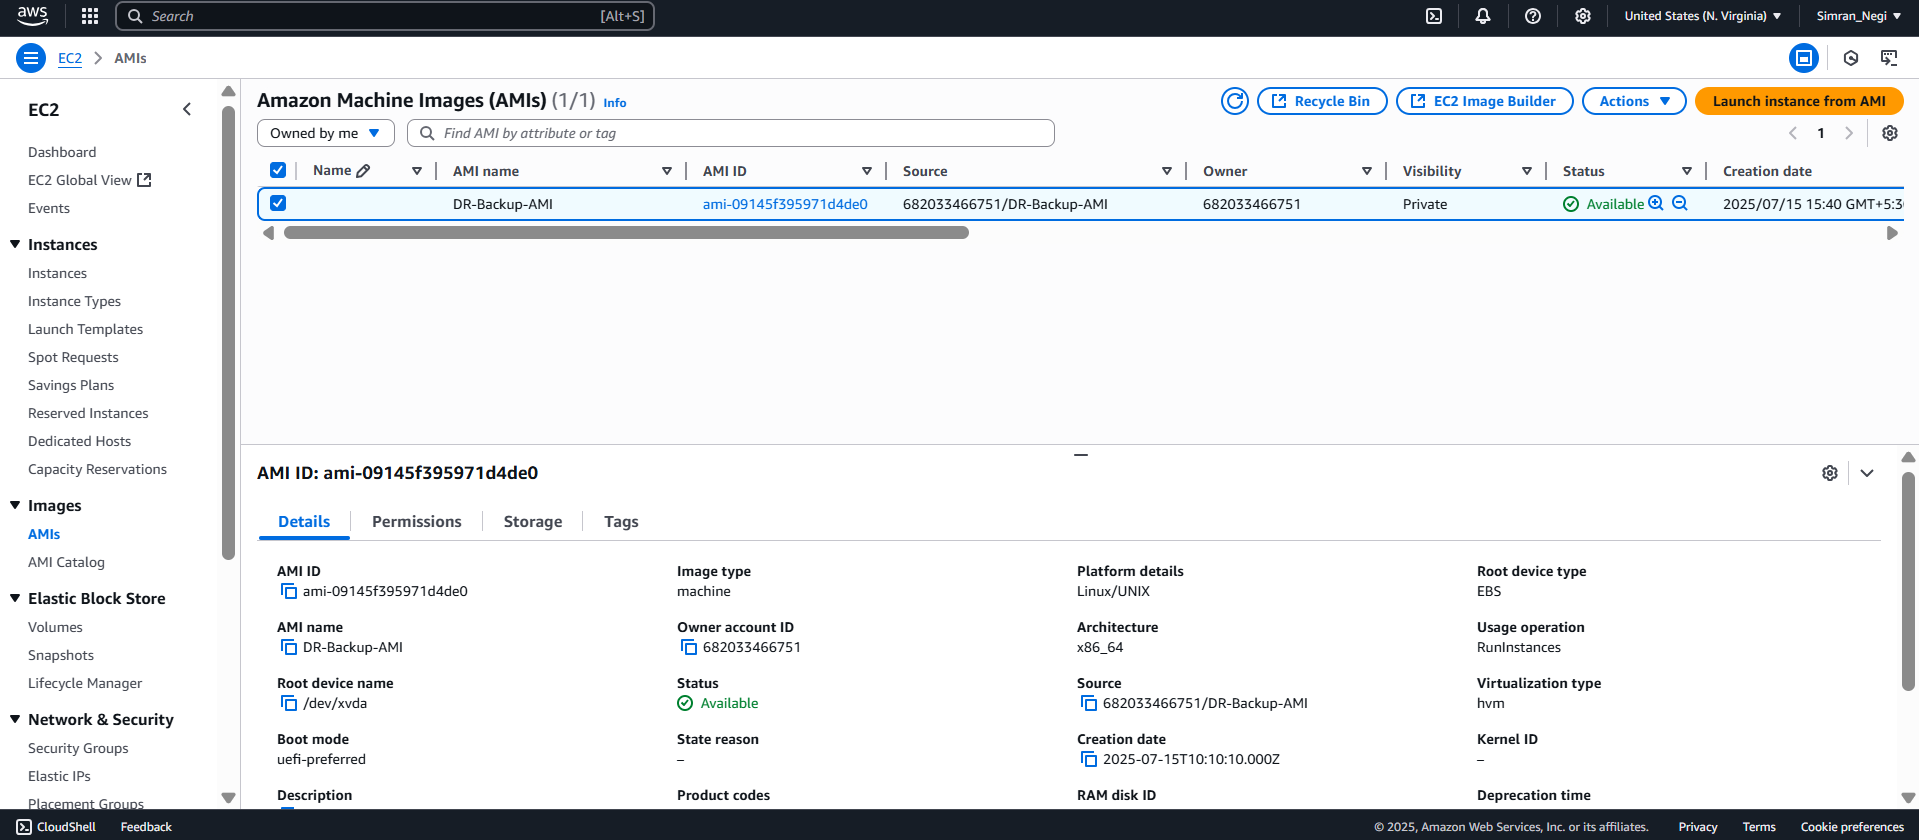 aws
Search [Alt+S]
United States (N. Virginia)
Simran_Negi
EC2 > AMIs
EC2
Dashboard
EC2 Global View
Events
Instances
Instances
Instance Types
Launch Templates
Spot Requests
Savings Plans
Reserved Instances
Dedicated Hosts
Capacity Reservations
Images
AMIs
AMI Catalog
Elastic Block Store
Volumes
Snapshots
Lifecycle Manager
Network & Security
Security Groups
Elastic IPs
Placement Groups
Amazon Machine Images (AMIs) (1/1) Info
Recycle Bin
EC2 Image Builder
Actions
Launch instance from AMI
Owned by me
Find AMI by attribute or tag
1
Name AMI name AMI ID Source Owner Visibility Status Creation date
DR-Backup-AMI ami-09145f395971d4de0 682033466751/DR-Backup-AMI 682033466751 Private Available 2025/07/15 15:40 GMT+5:3
AMI ID: ami-09145f395971d4de0
Details Permissions Storage Tags
AMI ID Image type Platform details Root device type
ami-09145f395971d4de0 machine Linux/UNIX EBS
AMI name Owner account ID Architecture Usage operation
DR-Backup-AMI 682033466751 x86_64 RunInstances
Root device name Status Source Virtualization type
/dev/xvda Available 682033466751/DR-Backup-AMI hvm
Boot mode State reason Creation date Kernel ID
uefi-preferred – 2025-07-15T10:10:10.000Z –
Description Product codes RAM disk ID Deprecation time
CloudShell Feedback © 2025, Amazon Web Services, Inc. or its affiliates. Privacy Terms Cookie preferences